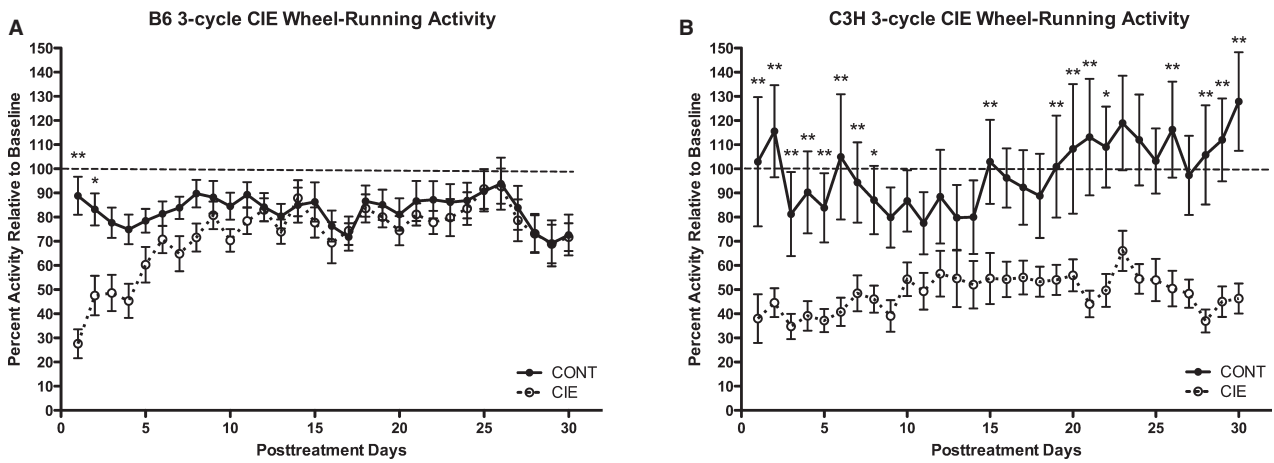 A
B6 3-cycle CIE Wheel-Running Activity
Percent Activity Relative to Baseline
150
140
130
120
110
100
90
80
70
60
50
40
30
20
10
0
**
*
CONT
CIE
0 5 10 15 20 25 30
Posttreatment Days
B
C3H 3-cycle CIE Wheel-Running Activity
Percent Activity Relative to Baseline
150
140
130
120
110
100
90
80
70
60
50
40
30
20
10
0
** ** ** ** ** ** ** * ** ** ** ** * ** ** ** **
CONT
CIE
0 5 10 15 20 25 30
Posttreatment Days